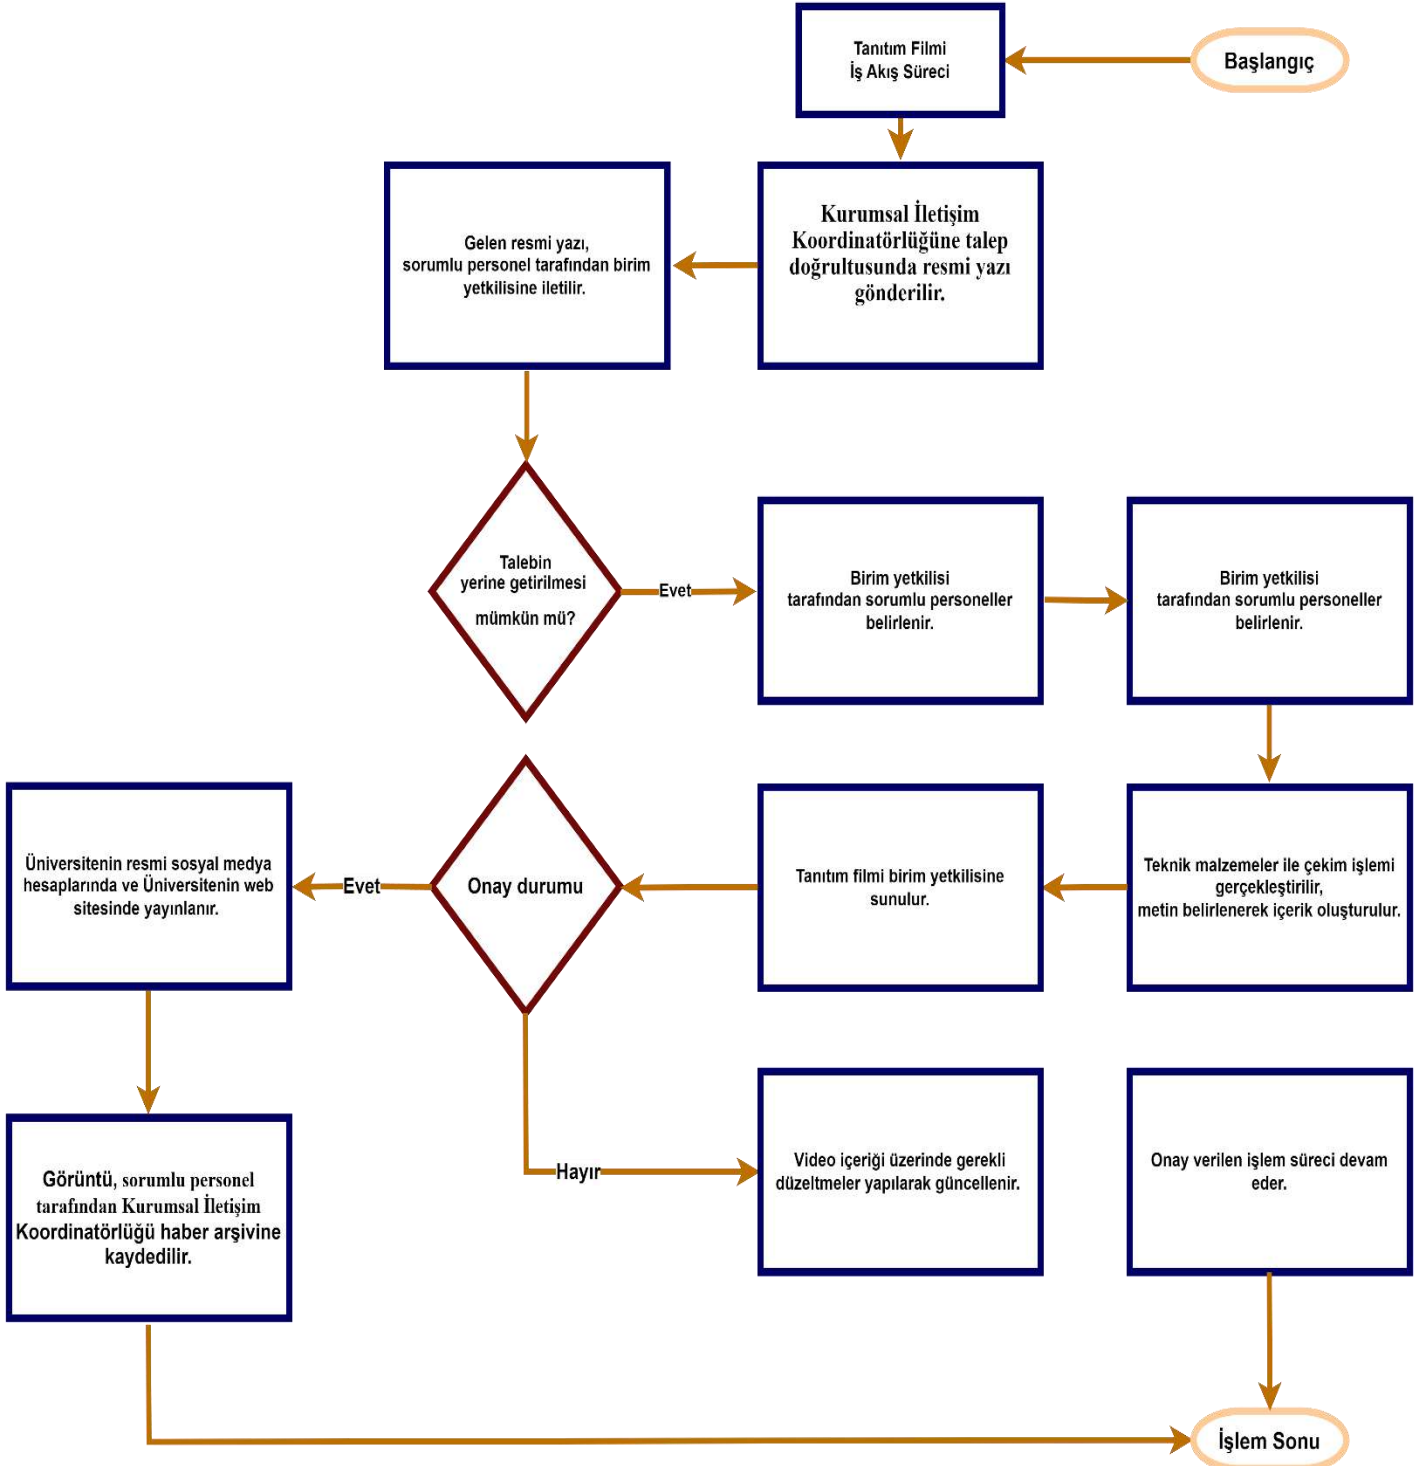 Başlangıç
Tanıtım Filmi
İş Akış Süreci
Kurumsal İletişim
Koordinatörlüğüne talep
doğrultusunda resmi yazı
gönderilir.
Gelen resmi yazı,
sorumlu personel tarafından birim
yetkilisine iletilir.
Talebin
yerine getirilmesi
mümkün mü?
Evet
Birim yetkilisi
tarafından sorumlu personeller
belirlenir.
Birim yetkilisi
tarafından sorumlu personeller
belirlenir.
Teknik malzemeler ile çekim işlemi
gerçekleştirilir,
metin belirlenerek içerik oluşturulur.
Tanıtım filmi birim yetkilisine
sunulur.
Onay durumu
Evet
Üniversitenin resmi sosyal medya
hesaplarında ve Üniversitenin web
sitesinde yayınlanır.
Görüntü, sorumlu personel
tarafından Kurumsal İletişim
Koordinatörlüğü haber arşivine
kaydedilir.
Hayır
Video içeriği üzerinde gerekli
düzeltmeler yapılarak güncellenir.
Onay verilen işlem süreci devam
eder.
İşlem Sonu